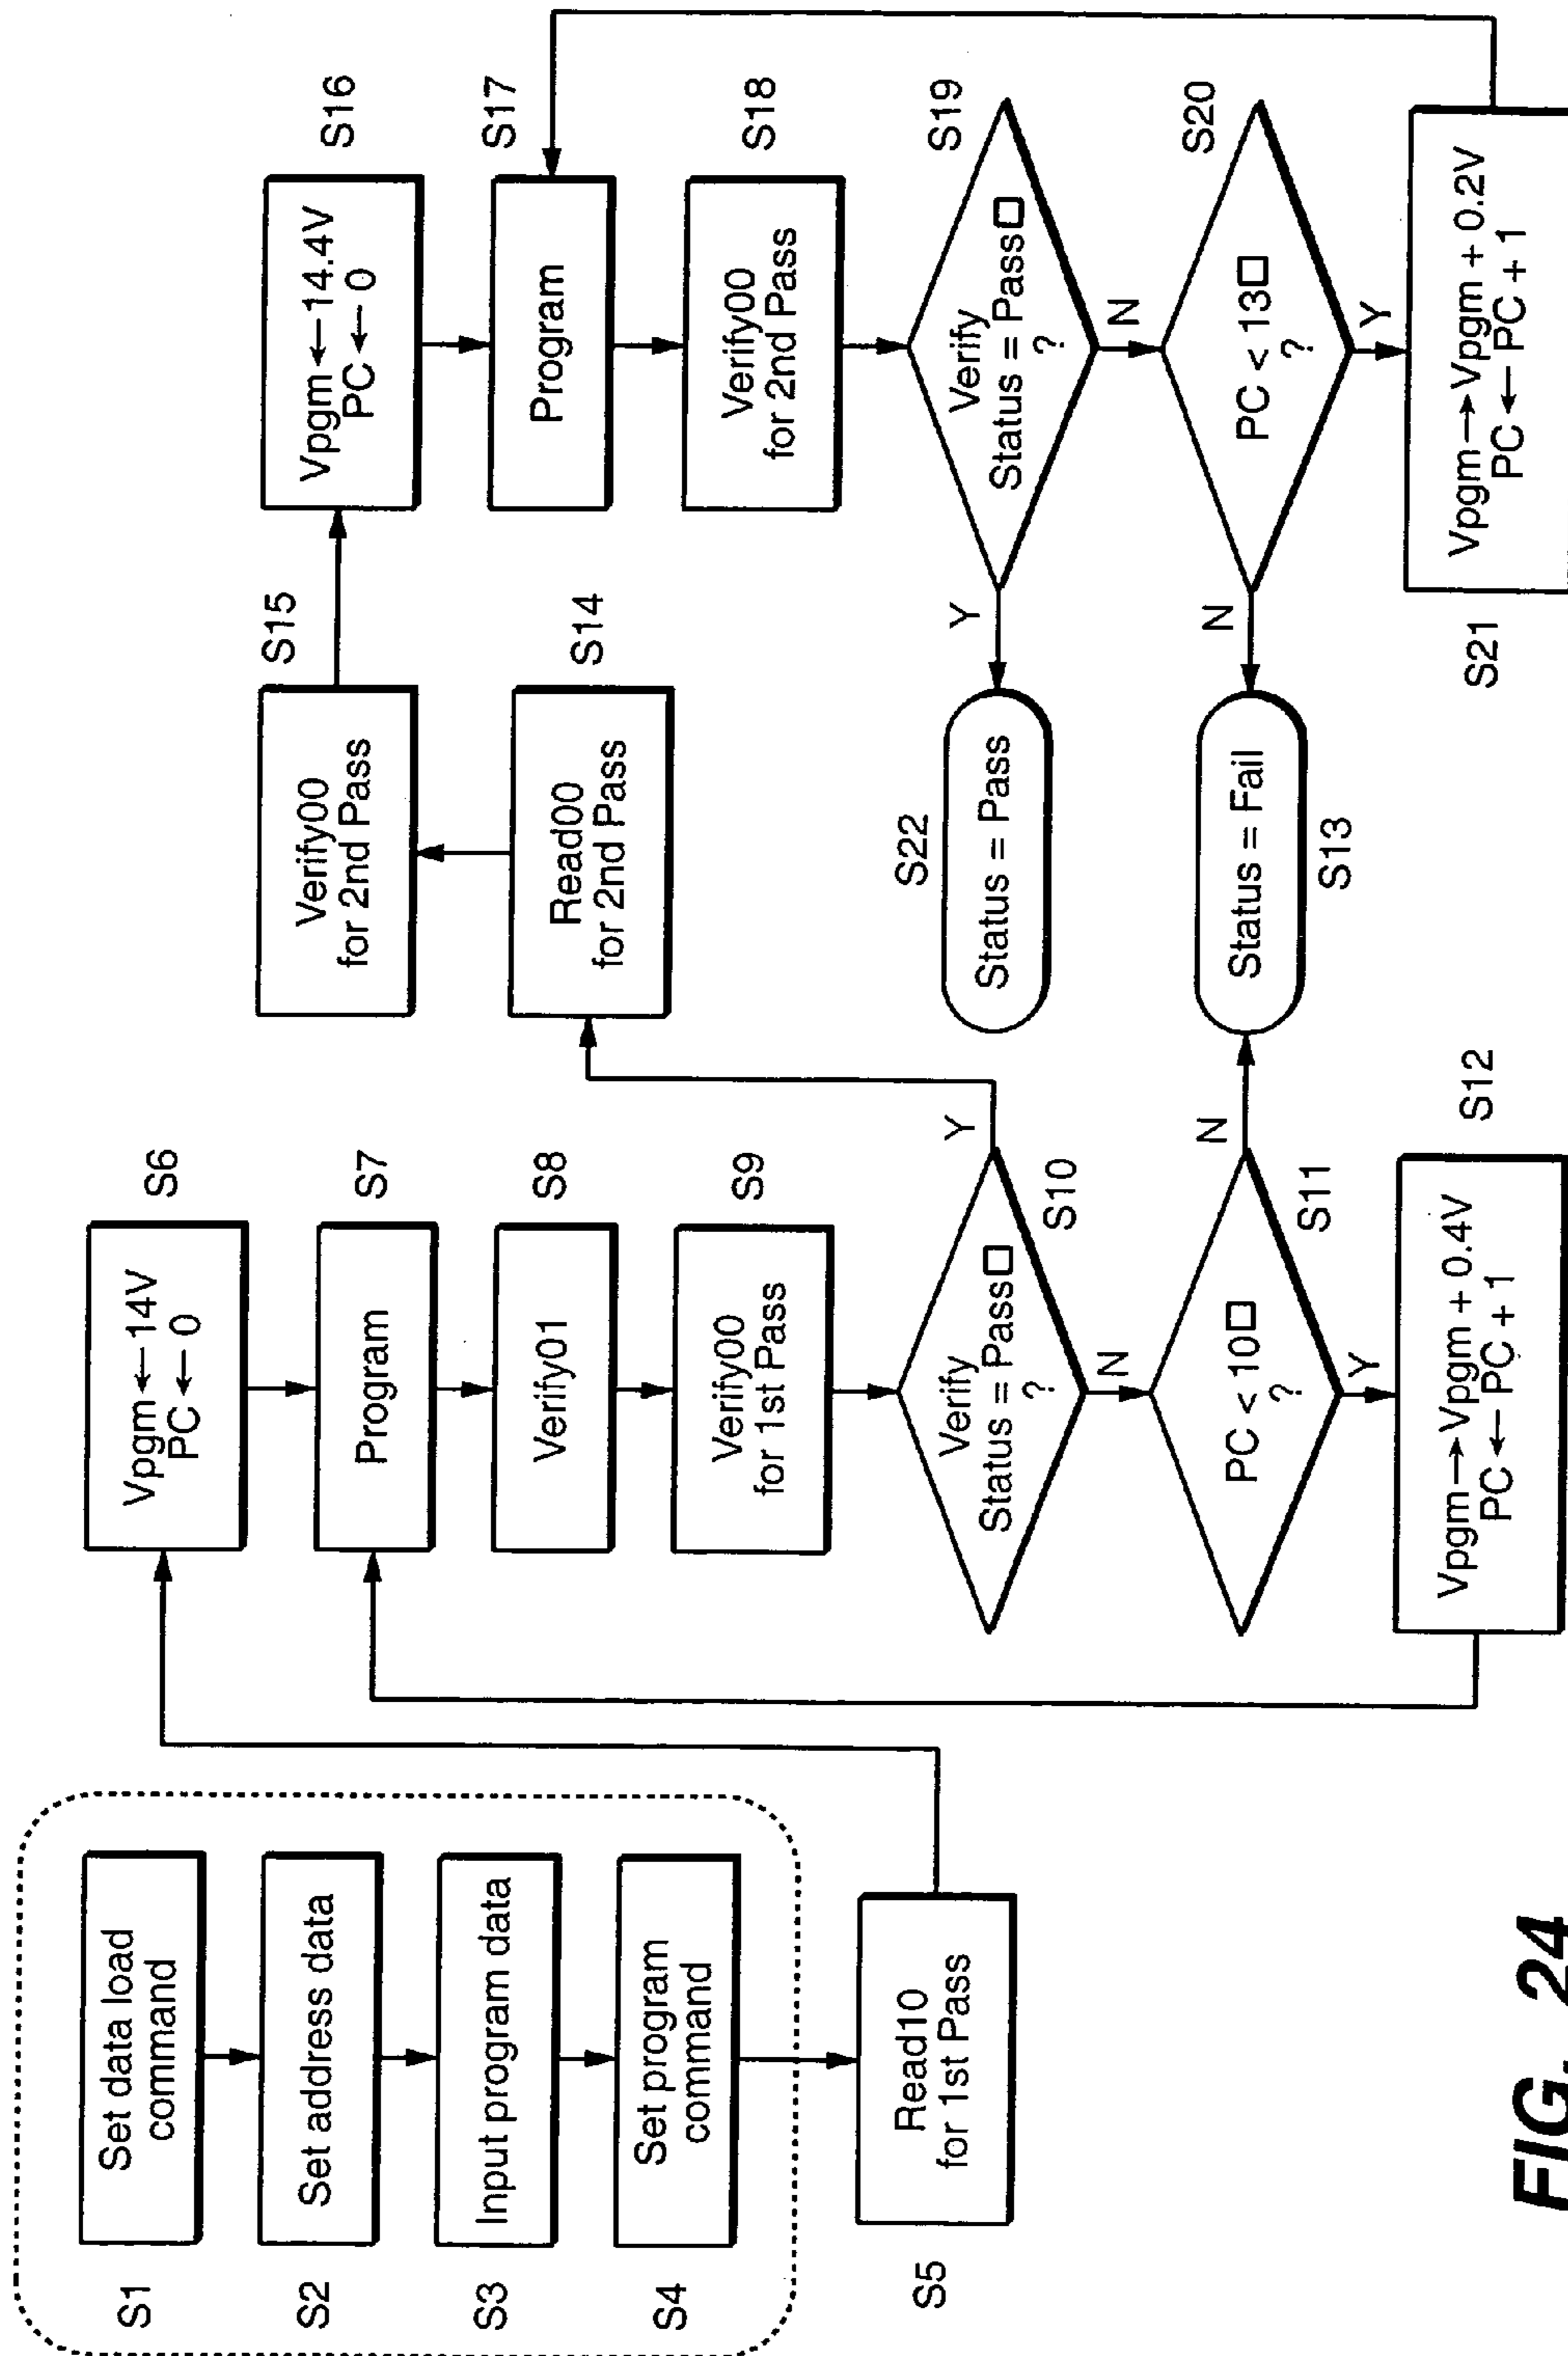 S1
Set data load
command
S2
Set address data
S3
Input program data
S4
Set program
command
S5
Read10
for 1st Pass
S6
Vpgm ← 14V
PC ← 0
S7
Program
S8
Verify01
S9
Verify00
for 1st Pass
S10
Verify
Status = Pass□
?
Y
N
S11
PC < 10□
?
N
Y
S12
Vpgm → Vpgm + 0.4V
PC ← PC + 1
S13
Status = Fail
S14
Read00
for 2nd Pass
S15
Verify00
for 2nd Pass
S16
Vpgm ← 14.4V
PC ← 0
S17
Program
S18
Verify00
for 2nd Pass
S19
Verify
Status = Pass□
?
Y
N
S22
Status = Pass
S20
PC < 13□
?
N
Y
S21
Vpgm → Vpgm + 0.2V
PC ← PC + 1
FIG. 24